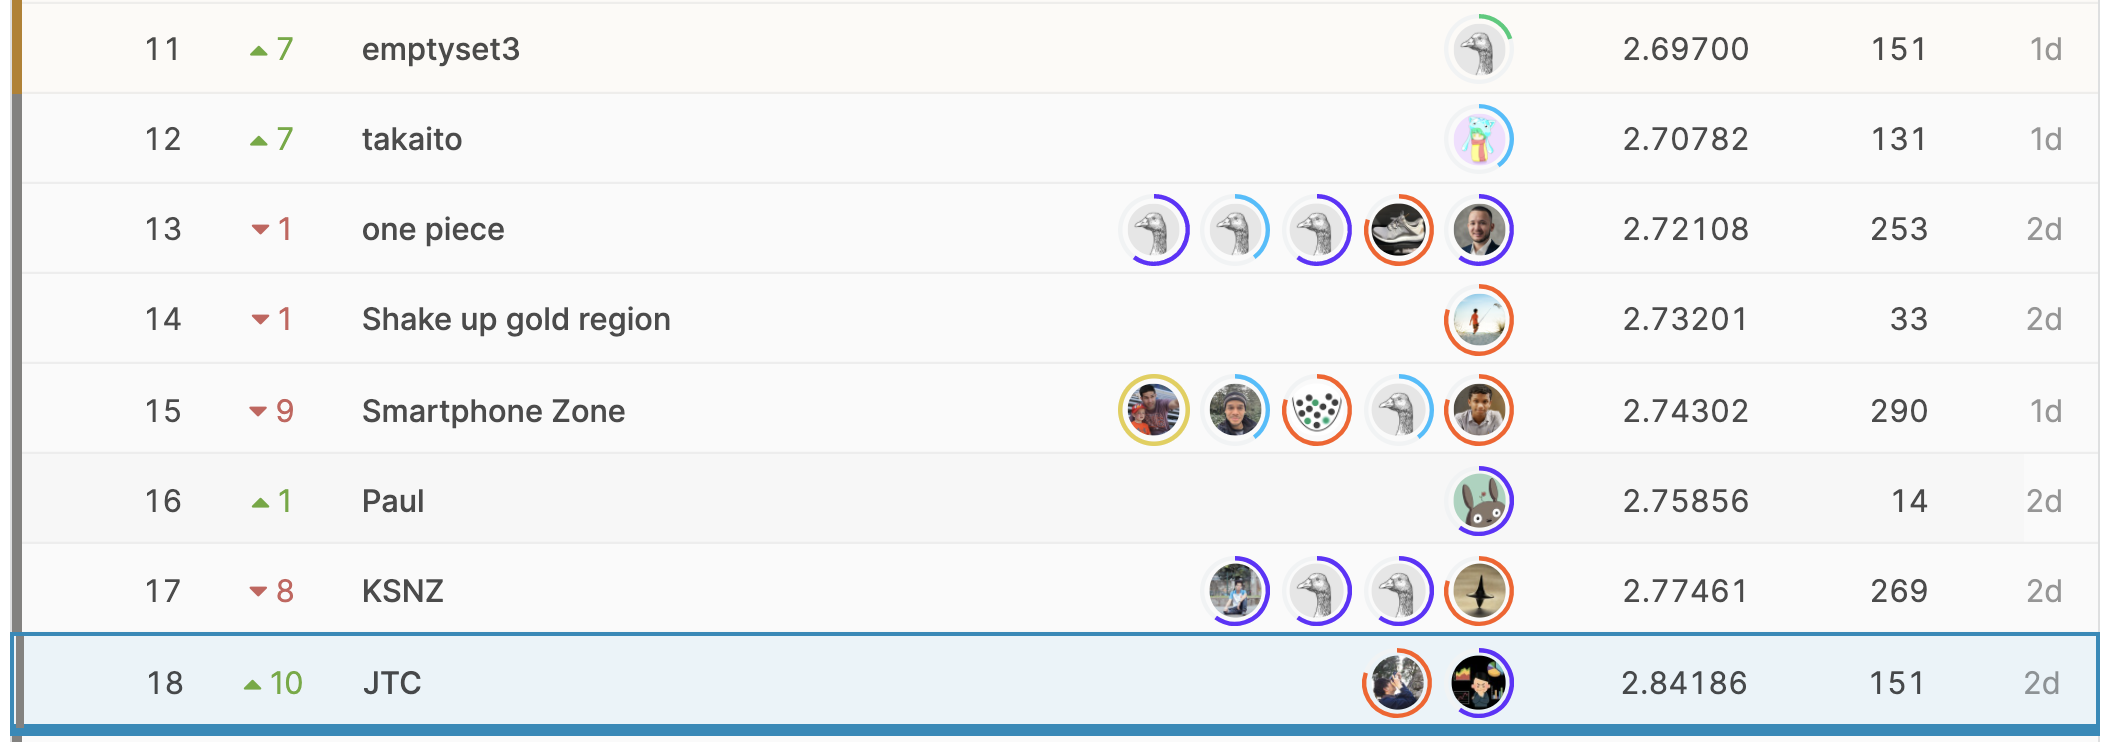 11 7 emptyset3 2.69700 151 1d
12 7 takaito 2.70782 131 1d
13 1 one piece 2.72108 253 2d
14 1 Shake up gold region 2.73201 33 2d
15 9 Smartphone Zone 2.74302 290 1d
16 1 Paul 2.75856 14 2d
17 8 KSNZ 2.77461 269 2d
18 10 JTC 2.84186 151 2d